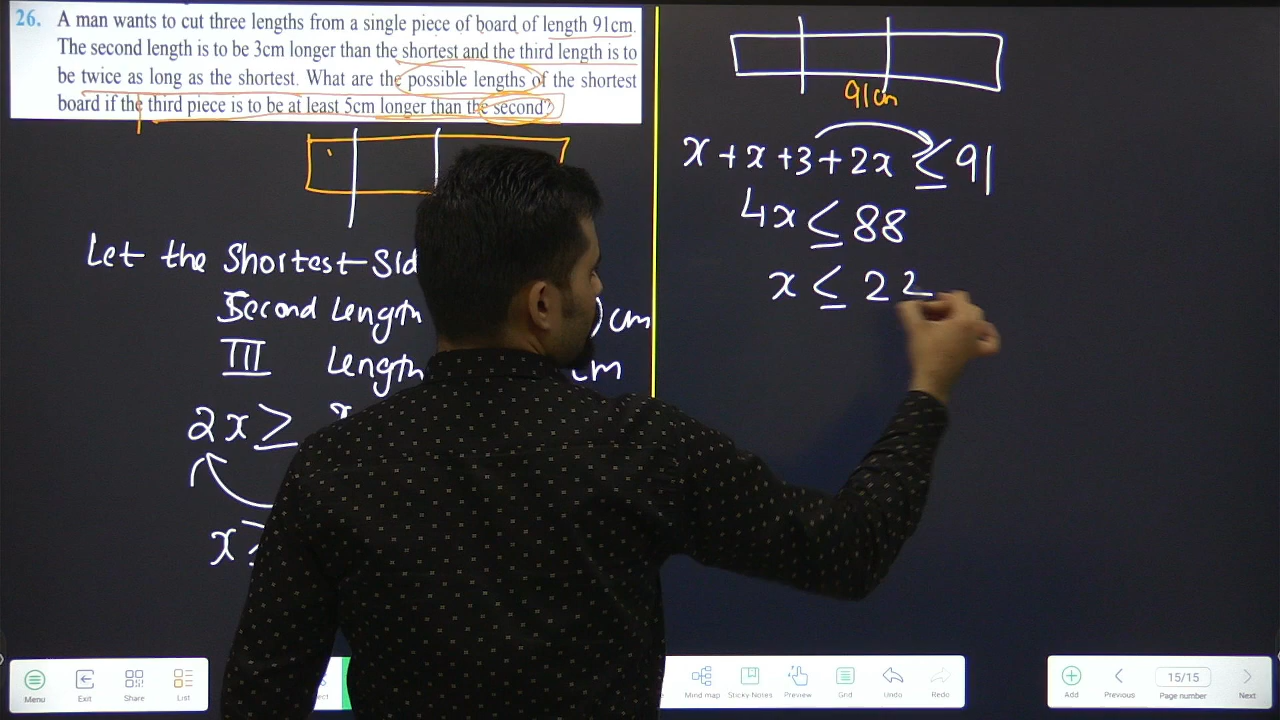 26. A man wants to cut three lengths from a single piece of board of length 91cm.
The second length is to be 3cm longer than the shortest and the third length is to
be twice as long as the shortest. What are the possible lengths of the shortest
board if the third piece is to be at least 5cm longer than the second?
Let the Shortest Sid
Second Length ) cm
III Length cm
2x ≥ x
x ≥
91cm
x + x + 3 + 2x ≤ 91
4x ≤ 88
x ≤ 22
Menu Exit Share List
Mind map Sticky Notes Preview Grid Undo Redo
Add Previous 15/15 Page number Next